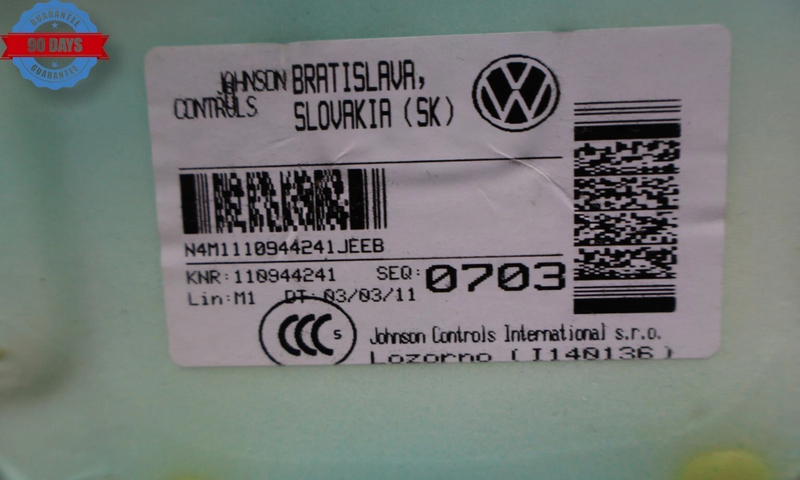 GUARANTEE
90 DAYS
GUARANTEE
JOHNSON
CONTROLS
BRATISLAVA,
SLOVAKIA (SK)
N4M1110944241JEEB
KNR:110944241
SEQ:0703
Lin:M1 DT:03/03/11
CCC S
Johnson Controls International s.r.o.
Lozorno (I140136)